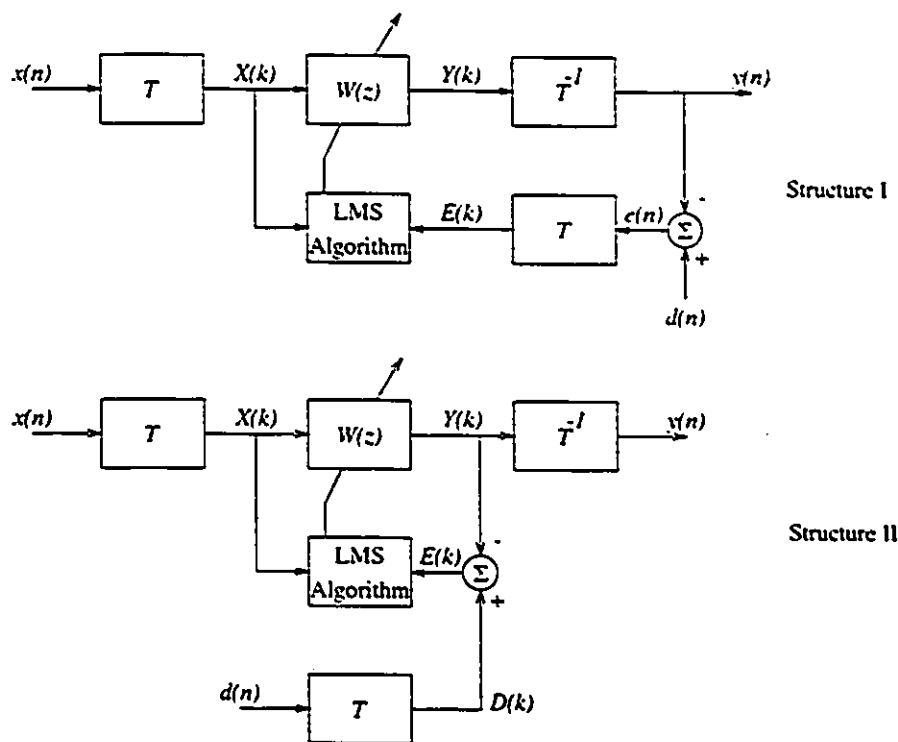 x(n)
T
X(k)
W(z)
Y(k)
T^-1
y(n)
Structure I
LMS
Algorithm
E(k)
T
e(n)
-
Σ
+
d(n)
x(n)
T
X(k)
W(z)
Y(k)
T^-1
y(n)
Structure II
LMS
Algorithm
E(k)
-
Σ
+
d(n)
T
D(k)